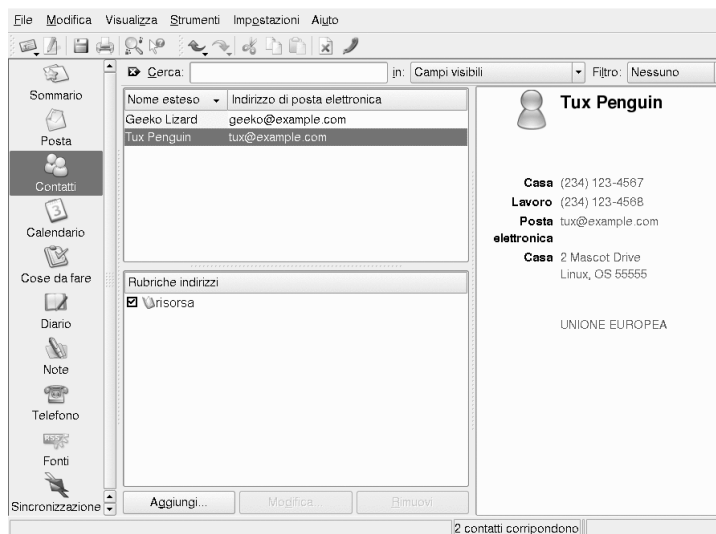 File Modifica Visualizza Strumenti Impostazioni Aiuto
Cerca: in: Campi visibili Filtro: Nessuno
Sommario
Posta
Contatti
3
Calendario
Cose da fare
Diario
Note
Telefono
RSS
Fonti
Sincronizzazione
Nome esteso Indirizzo di posta elettronica
Geeko Lizard geeko@example.com
Tux Penguin tux@example.com
Rubriche indirizzi
risorsa
Aggiungi... Modifica... Rimuovi
Tux Penguin
Casa (234) 123-4567
Lavoro (234) 123-4568
Posta tux@example.com
elettronica
Casa 2 Mascot Drive
Linux, OS 55555
UNIONE EUROPEA
2 contatti corripondono